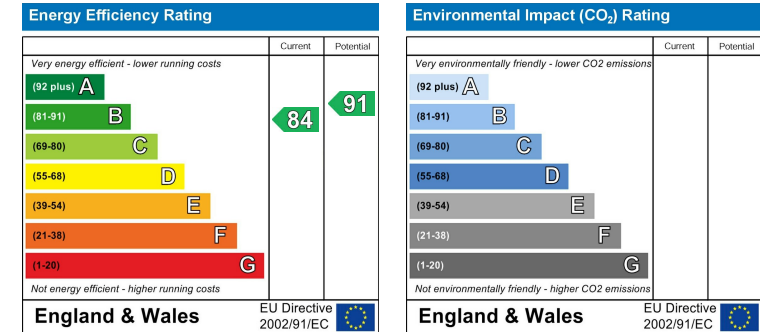 Energy Efficiency Rating
Current Potential
Very energy efficient - lower running costs
(92 plus) A
(81-91) B
(69-80) C
(55-68) D
(39-54) E
(21-38) F
(1-20) G
84
91
Not energy efficient - higher running costs
England & Wales
EU Directive
2002/91/EC
Environmental Impact (CO₂) Rating
Current Potential
Very environmentally friendly - lower CO2 emissions
(92 plus) A
(81-91) B
(69-80) C
(55-68) D
(39-54) E
(21-38) F
(1-20) G
Not environmentally friendly - higher CO2 emissions
England & Wales
EU Directive
2002/91/EC